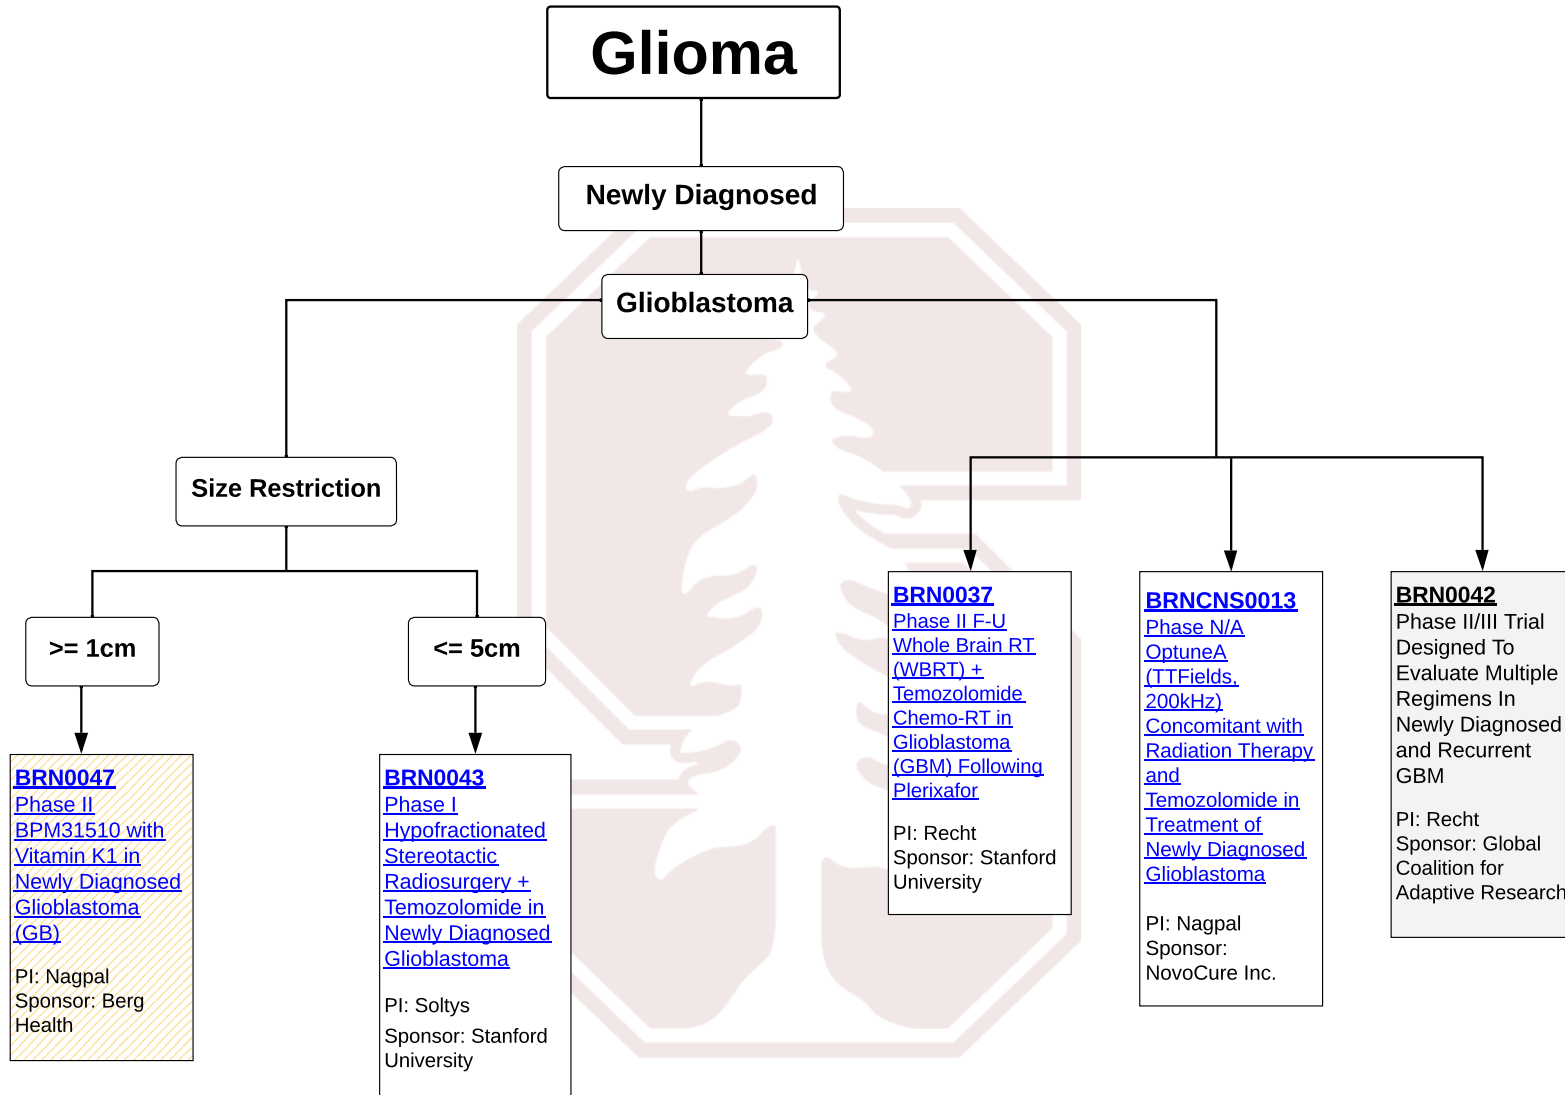 Glioma
Newly Diagnosed
Glioblastoma
Size Restriction
>= 1cm
<= 5cm
BRN0047
Phase II
BPM31510 with
Vitamin K1 in
Newly Diagnosed
Glioblastoma
(GB)
PI: Nagpal
Sponsor: Berg
Health
BRN0043
Phase I
Hypofractionated
Stereotactic
Radiosurgery +
Temozolomide in
Newly Diagnosed
Glioblastoma
PI: Soltys
Sponsor: Stanford
University
BRN0037
Phase II F-U
Whole Brain RT
(WBRT) +
Temozolomide
Chemo-RT in
Glioblastoma
(GBM) Following
Plerixafor
PI: Recht
Sponsor: Stanford
University
BRNCNS0013
Phase N/A
OptuneA
(TTFields,
200kHz)
Concomitant with
Radiation Therapy
and
Temozolomide in
Treatment of
Newly Diagnosed
Glioblastoma
PI: Nagpal
Sponsor:
NovoCure Inc.
BRN0042
Phase II/III Trial
Designed To
Evaluate Multiple
Regimens In
Newly Diagnosed
and Recurrent
GBM
PI: Recht
Sponsor: Global
Coalition for
Adaptive Research